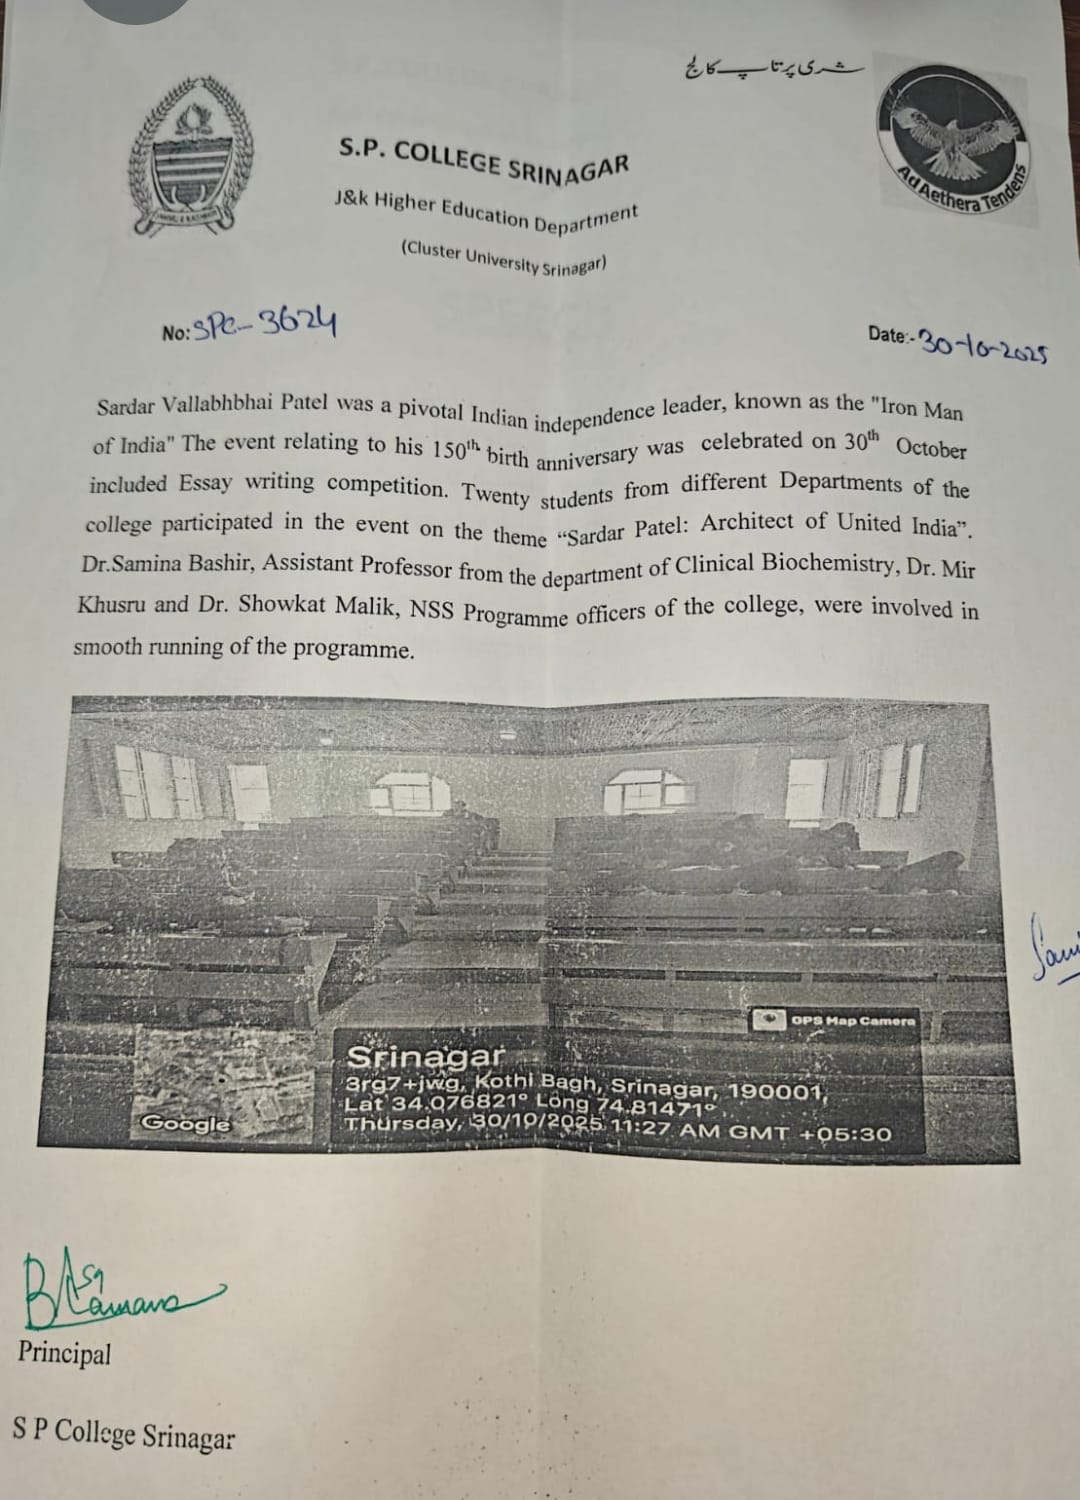 شری پرتاپ کالج
Ad Aethera Tendens
S.P. COLLEGE SRINAGAR
J&k Higher Education Department
(Cluster University Srinagar)
No: SPC-3624
Date:- 30-10-2025
Sardar Vallabhbhai Patel was a pivotal Indian independence leader, known as the "Iron Man
of India" The event relating to his 150th birth anniversary was celebrated on 30th October
included Essay writing competition. Twenty students from different Departments of the
college participated in the event on the theme “Sardar Patel: Architect of United India”.
Dr.Samina Bashir, Assistant Professor from the department of Clinical Biochemistry, Dr. Mir
Khusru and Dr. Showkat Malik, NSS Programme officers of the college, were involved in
smooth running of the programme.
GPS Map Camera
Srinagar
3rg7+jwg, Kothi Bagh, Srinagar, 190001,
Lat 34.076821° Long 74.81471°
Thursday, 30/10/2025 11:27 AM GMT +05:30
Google
Principal
S P College Srinagar